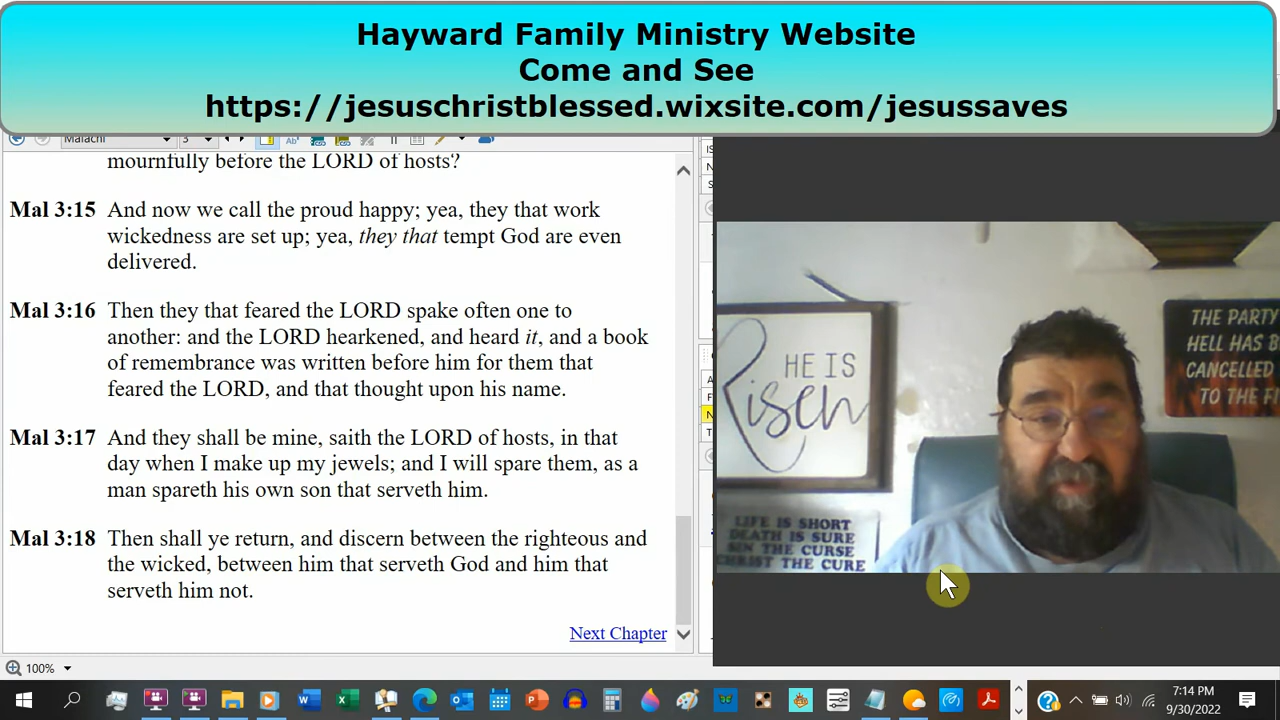 Hayward Family Ministry Website
Come and See
https://jesuschristblessed.wixsite.com/jesussaves
Malachi 3
mournfully before the LORD of hosts?
Mal 3:15 And now we call the proud happy; yea, they that work
wickedness are set up; yea, they that tempt God are even
delivered.
Mal 3:16 Then they that feared the LORD spake often one to
another: and the LORD hearkened, and heard it, and a book
of remembrance was written before him for them that
feared the LORD, and that thought upon his name.
Mal 3:17 And they shall be mine, saith the LORD of hosts, in that
day when I make up my jewels; and I will spare them, as a
man spareth his own son that serveth him.
Mal 3:18 Then shall ye return, and discern between the righteous and
the wicked, between him that serveth God and him that
serveth him not.
Next Chapter
100%
HE IS
Risen
LIFE IS SHORT
DEATH IS SURE
SIN THE CURSE
CHRIST THE CURE
THE PARTY
HELL HAS
CANCELLED
TO THE
7:14 PM
9/30/2022